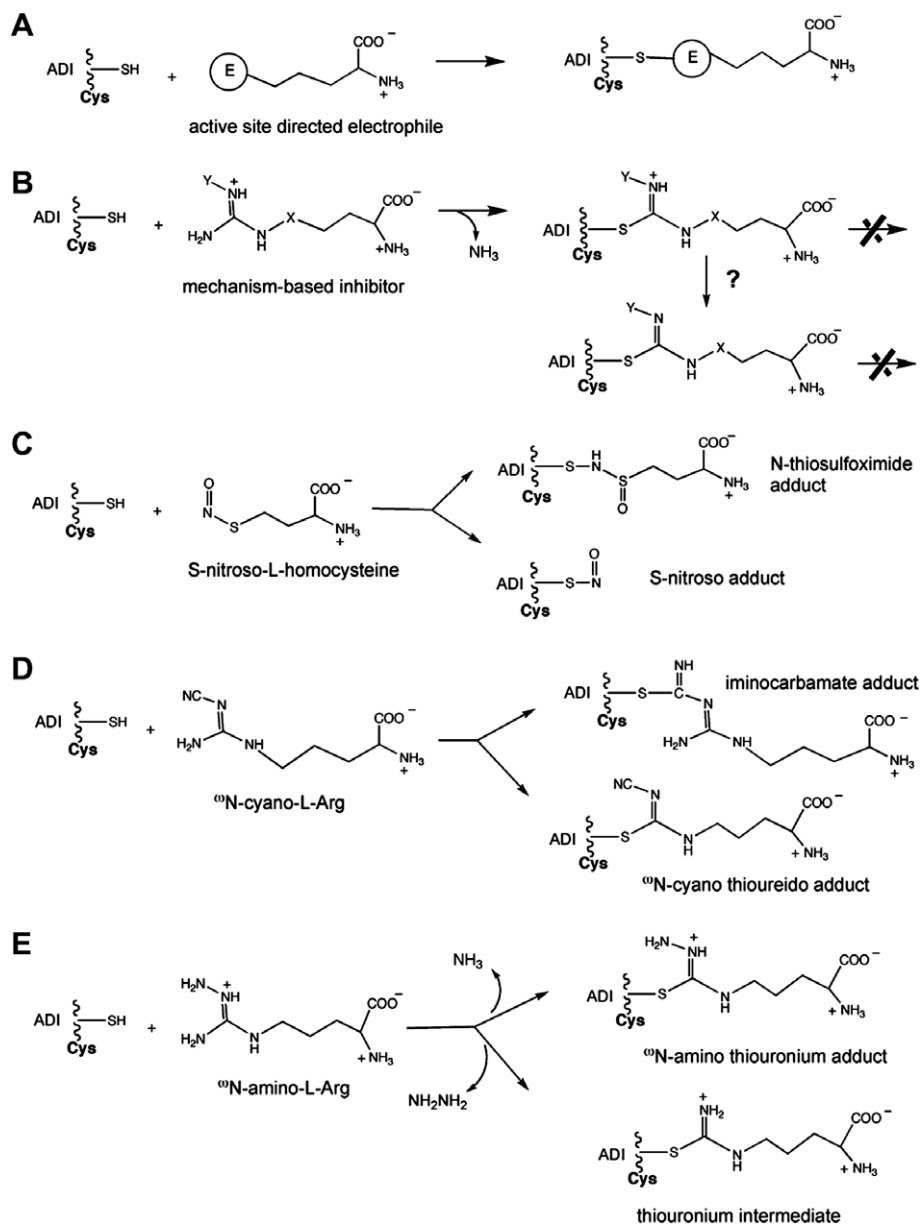 A
ADI
SH
Cys
+
E
COO⁻
NH₃
+
active site directed electrophile
ADI
S
E
Cys
COO⁻
NH₃
+
B
ADI
SH
Cys
+
Y
+
NH
H₂N
N
H
X
COO⁻
+NH₃
mechanism-based inhibitor
NH₃
Y
+
NH
ADI
S
Cys
N
H
X
COO⁻
+ NH₃
?
Y
N
ADI
S
Cys
N
H
X
COO⁻
+ NH₃
C
ADI
SH
Cys
+
O
N
S
COO⁻
NH₃
+
S-nitroso-L-homocysteine
ADI
S
H
N
S
O
Cys
COO⁻
NH₃
+
N-thiosulfoximide
adduct
O
ADI
S
N
Cys
S-nitroso adduct
D
ADI
SH
Cys
+
NC
N
H₂N
NH
COO⁻
NH₃
+
ωN-cyano-L-Arg
NH
ADI
S
C
N
Cys
H₂N
NH
COO⁻
NH₃
+
iminocarbamate adduct
NC
N
ADI
S
Cys
N
H
COO⁻
+ NH₃
ωN-cyano thioureido adduct
E
ADI
SH
Cys
+
H₂N
+
NH
NH₂
N
H
COO⁻
+ NH₃
ωN-amino-L-Arg
NH₃
NH2NH₂
H₂N
+
NH
ADI
S
Cys
N
H
COO⁻
+ NH₃
ωN-amino thiouronium adduct
+
NH₂
ADI
S
Cys
N
H
COO⁻
+ NH₃
thiouronium intermediate